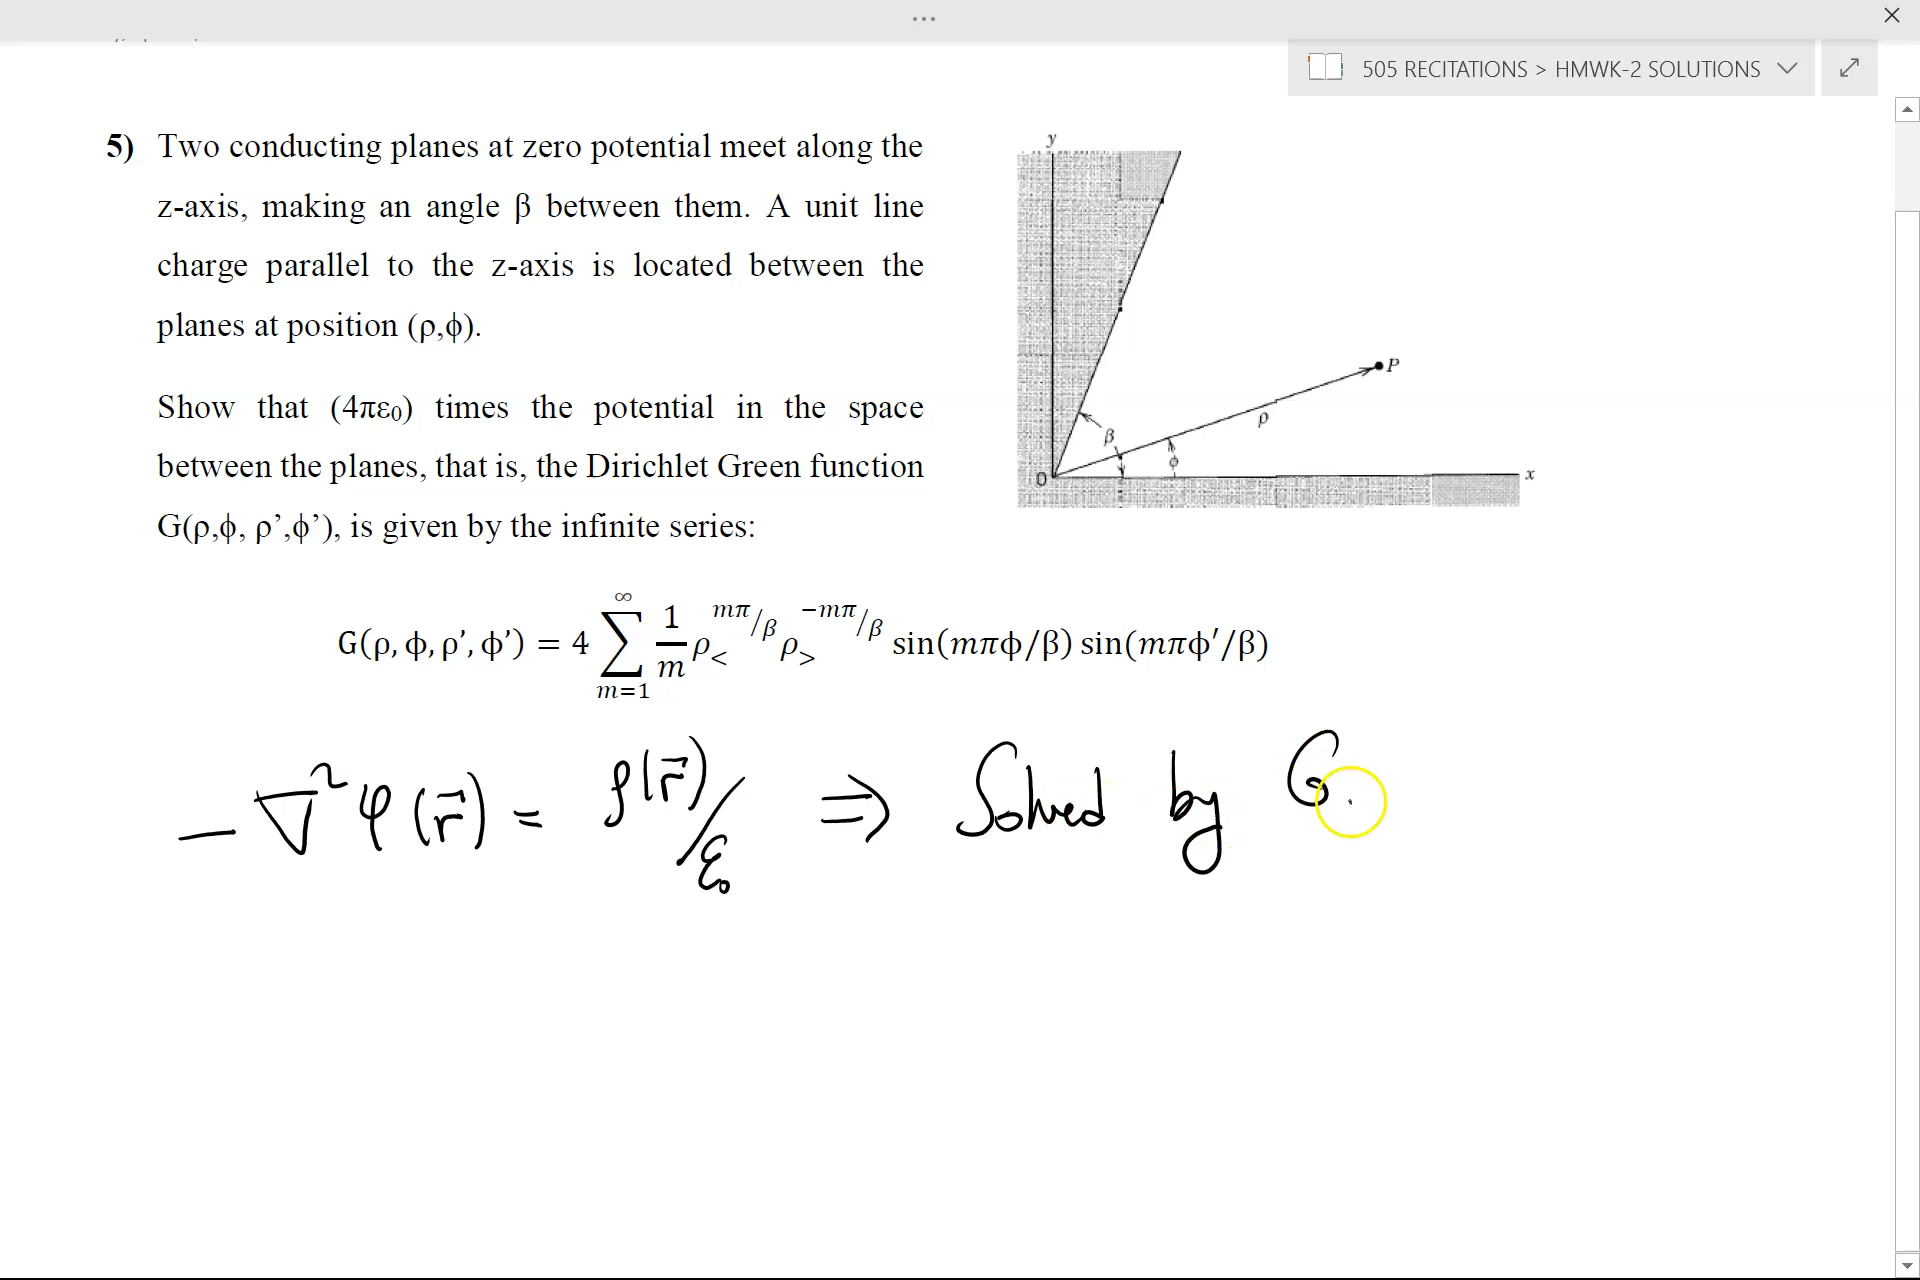 505 RECITATIONS > HMWK-2 SOLUTIONS
5) Two conducting planes at zero potential meet along the
z-axis, making an angle β between them. A unit line
charge parallel to the z-axis is located between the
planes at position (ρ,ϕ).
Show that (4πε₀) times the potential in the space
between the planes, that is, the Dirichlet Green function
G(ρ,ϕ, ρ’,ϕ’), is given by the infinite series:
y
P
ρ
β
ϕ
0
x
G(ρ, ϕ, ρ’, ϕ’) = 4 ∑_{m=1}^{∞} 1/m ρ_<^{mπ/β} ρ_>^{−mπ/β} sin(mπϕ/β) sin(mπϕ′/β)
− ∇² φ(r⃗) = ρ(r⃗)/ε₀ ⇒ Solved by G.